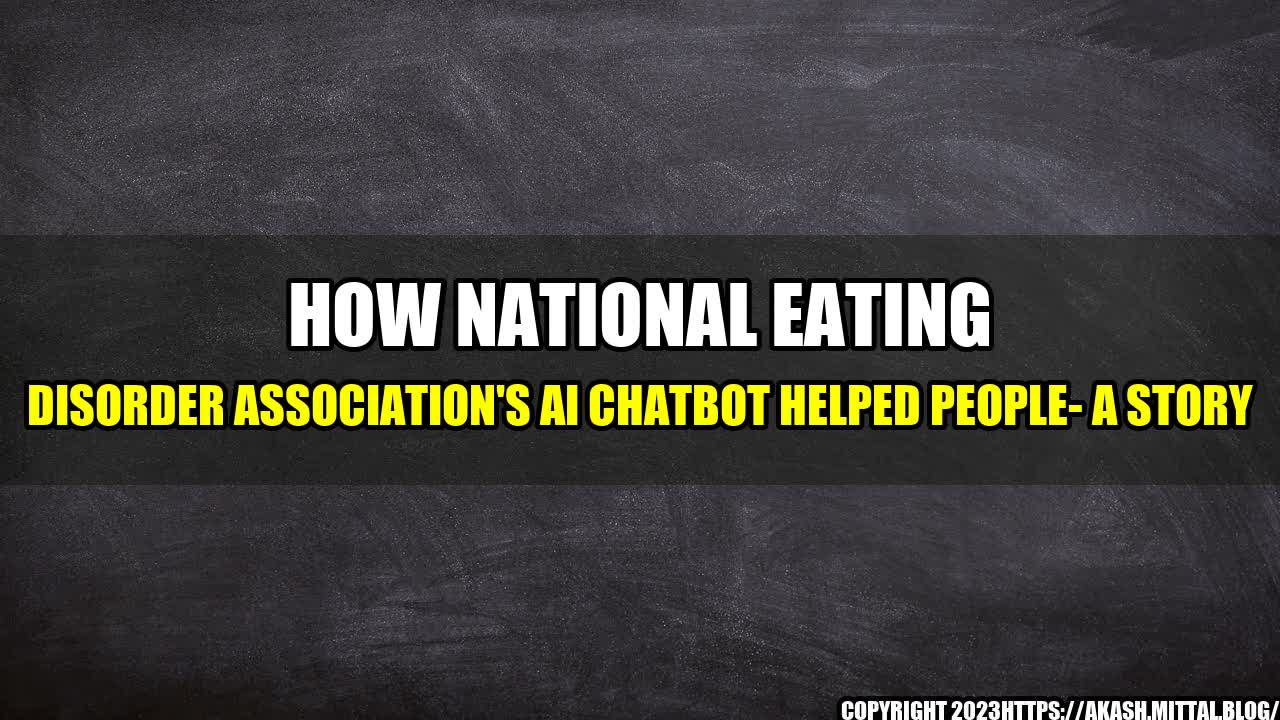 HOW NATIONAL EATING
DISORDER ASSOCIATION'S AI CHATBOT HELPED PEOPLE- A STORY
COPYRIGHT 2023HTTPS://AKASH.MITTAL.BLOG/